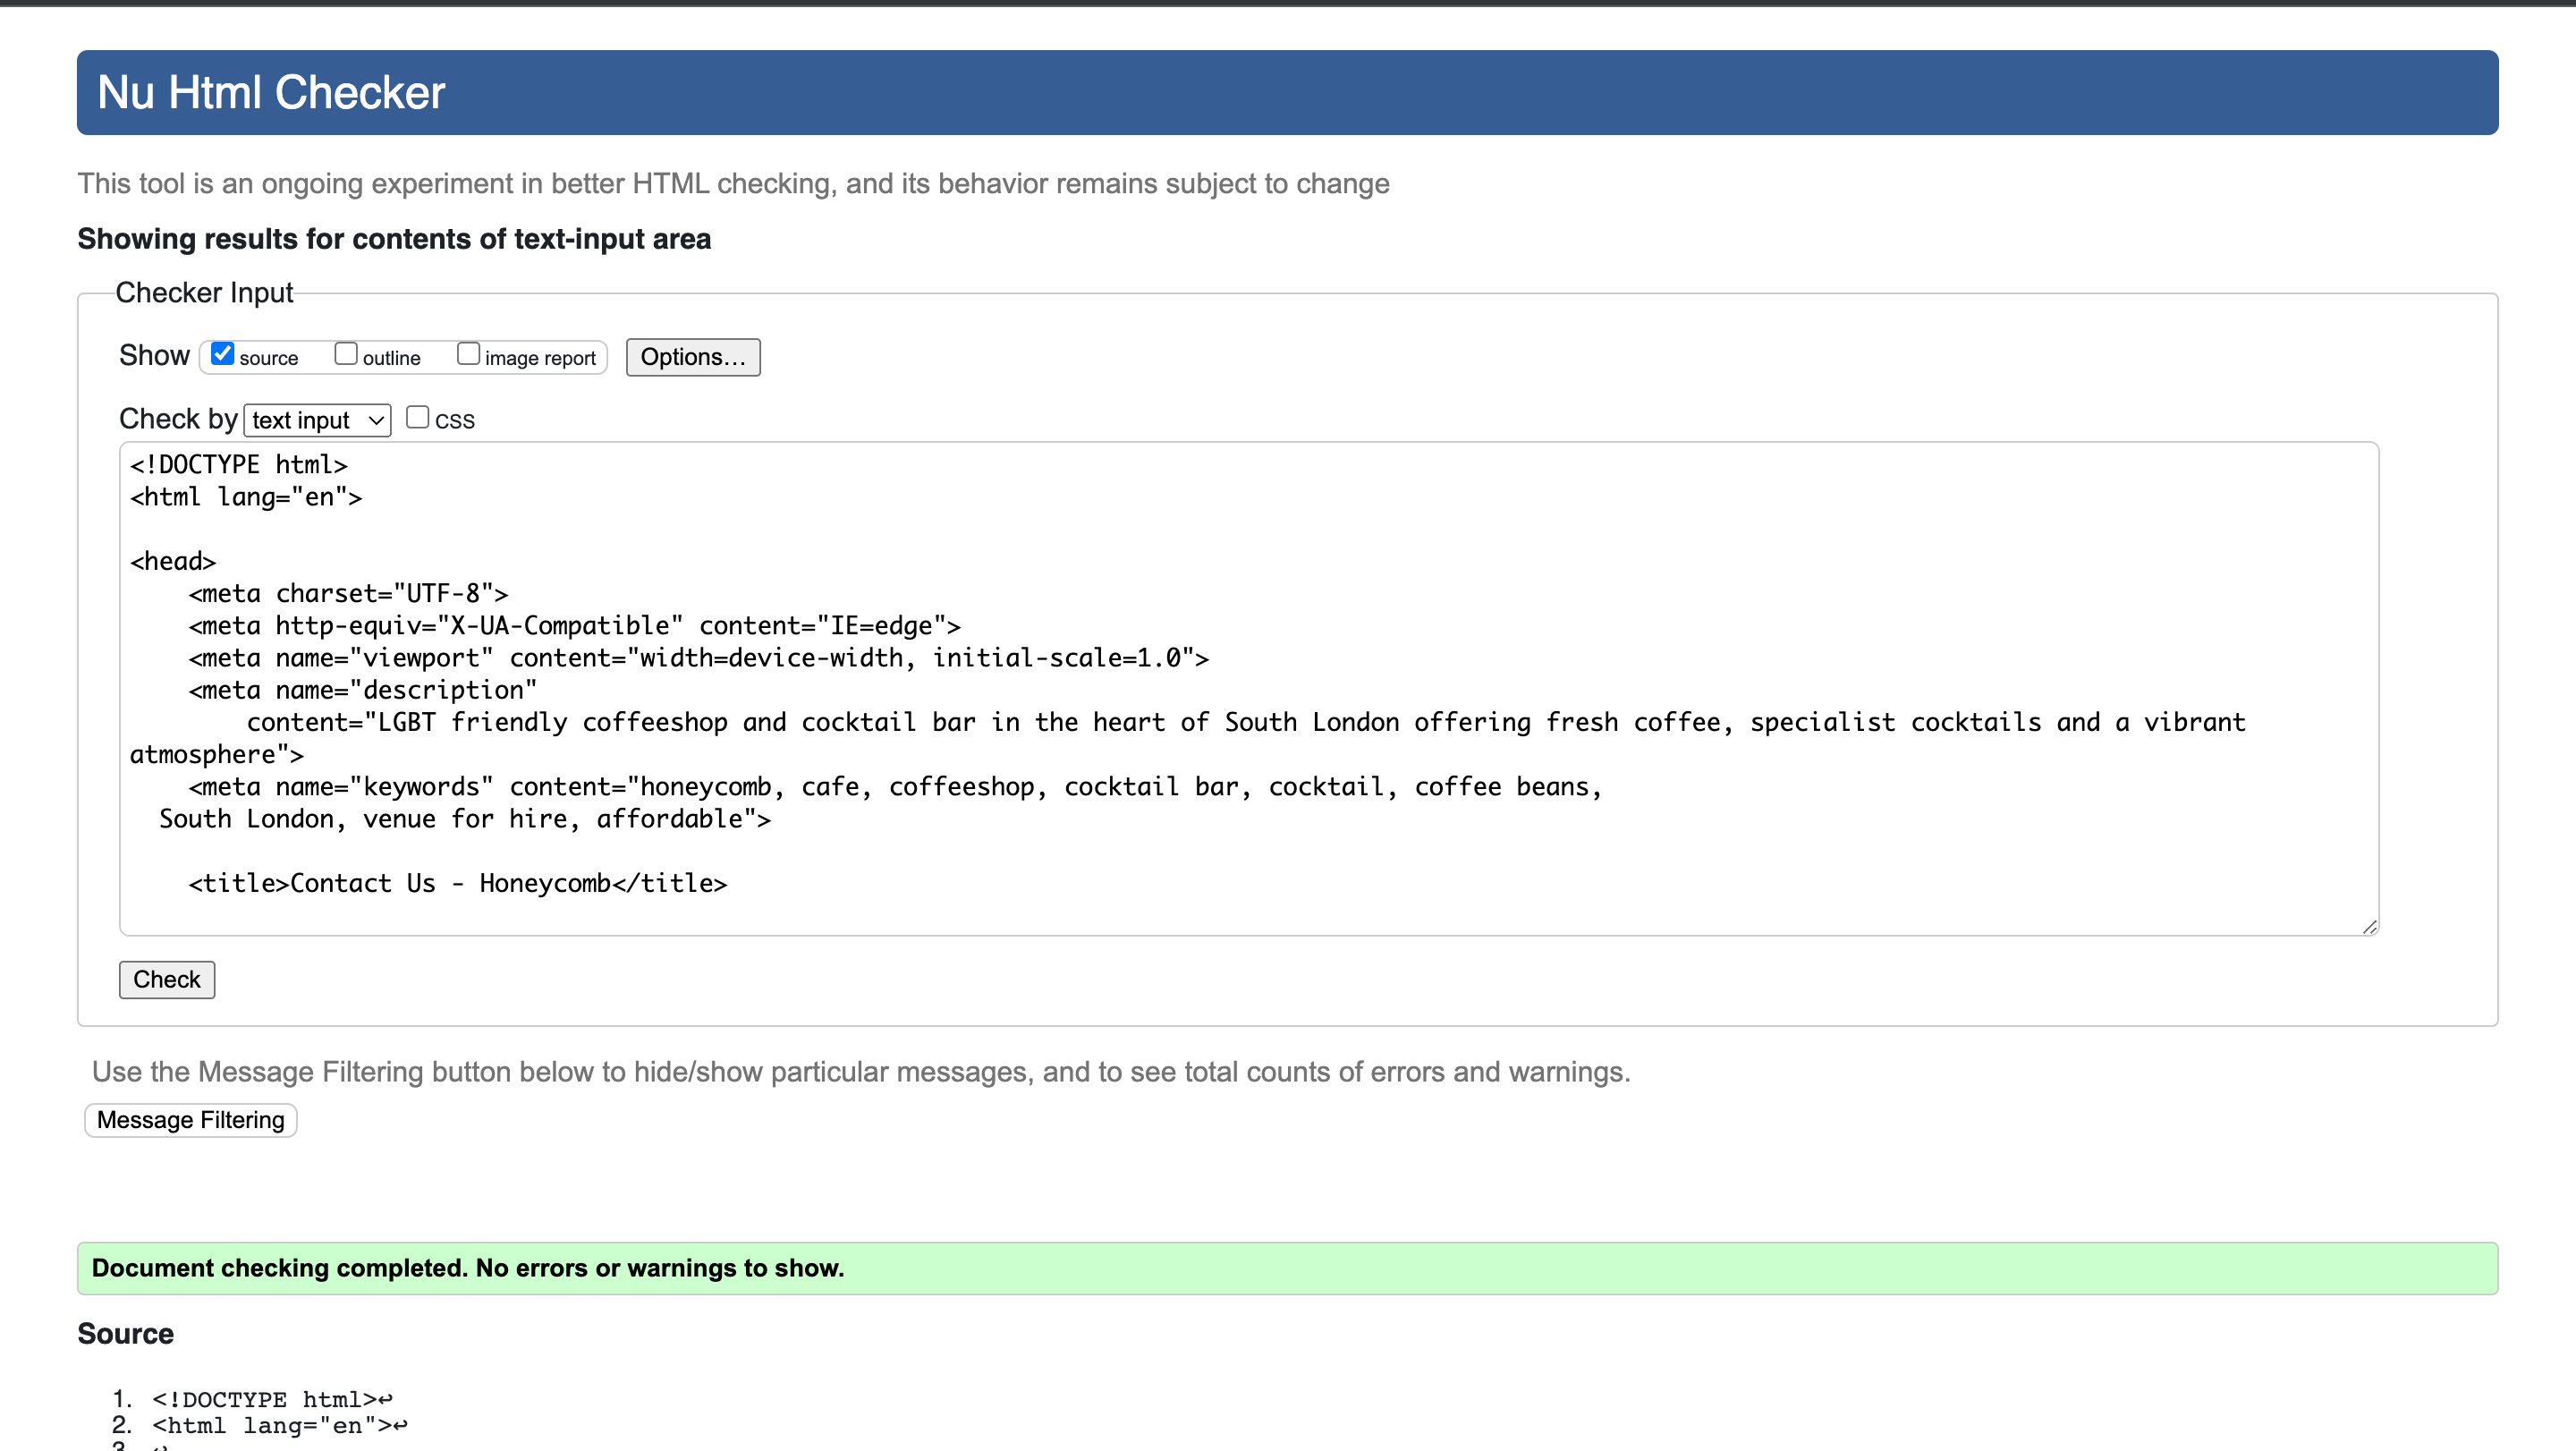 Nu Html Checker
This tool is an ongoing experiment in better HTML checking, and its behavior remains subject to change
Showing results for contents of text-input area
Checker Input
Show source outline image report Options...
Check by text input CSS
<!DOCTYPE html>
<html lang="en">
<head>
    <meta charset="UTF-8">
    <meta http-equiv="X-UA-Compatible" content="IE=edge">
    <meta name="viewport" content="width=device-width, initial-scale=1.0">
    <meta name="description"
        content="LGBT friendly coffeeshop and cocktail bar in the heart of South London offering fresh coffee, specialist cocktails and a vibrant
atmosphere">
    <meta name="keywords" content="honeycomb, cafe, coffeeshop, cocktail bar, cocktail, coffee beans,
  South London, venue for hire, affordable">
    <title>Contact Us - Honeycomb</title>
Check
Use the Message Filtering button below to hide/show particular messages, and to see total counts of errors and warnings.
Message Filtering
Document checking completed. No errors or warnings to show.
Source
1. <!DOCTYPE html>↩
2. <html lang="en">↩
3. ↩